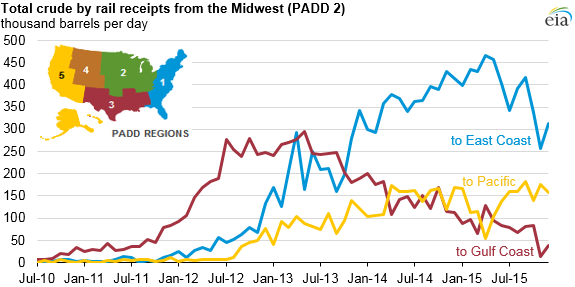 Total crude by rail receipts from the Midwest (PADD 2)
thousand barrels per day
eia
500
450
400
350
300
250
200
150
100
50
0
5
4
2
1
3
PADD REGIONS
to East Coast
to Pacific
to Gulf Coast
Jul-10 Jan-11 Jul-11 Jan-12 Jul-12 Jan-13 Jul-13 Jan-14 Jul-14 Jan-15 Jul-15